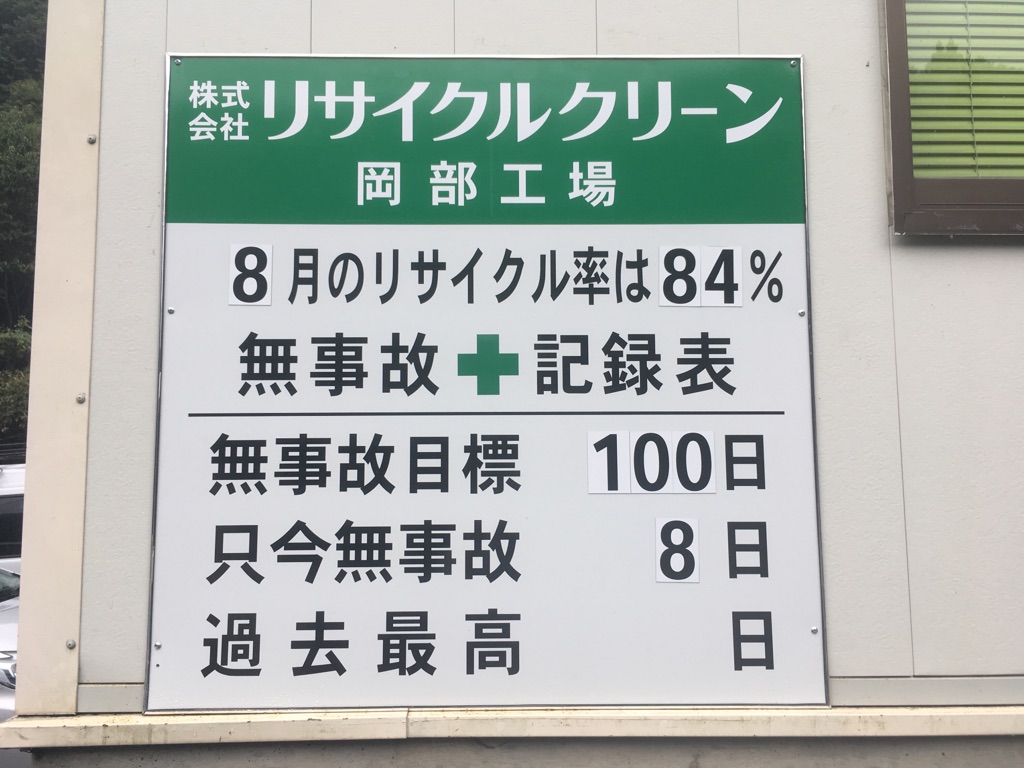 株式会社リサイクルクリーン
岡部工場
8月のリサイクル率は84%
無事故✚記録表
無事故目標 100日
只今無事故 8日
過去最高 日